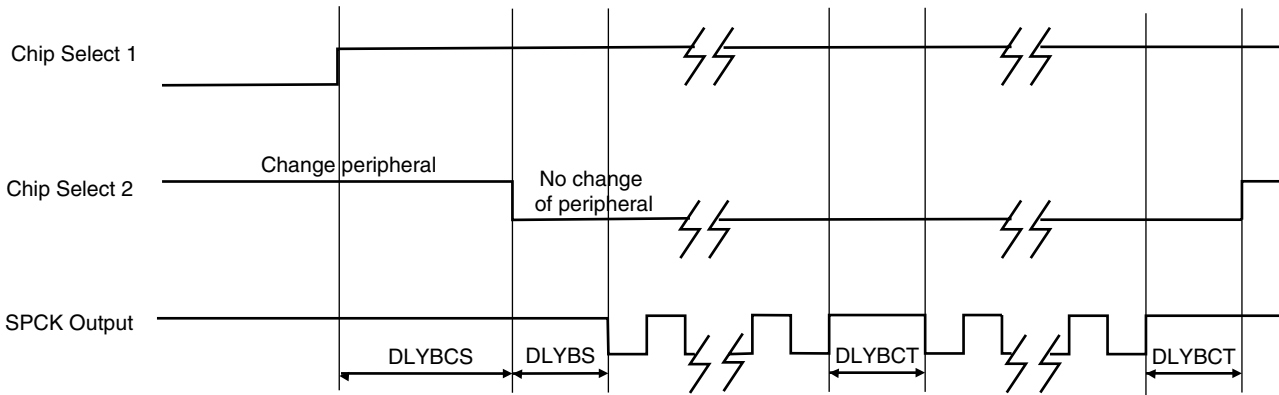 Chip Select 1
Change peripheral
Chip Select 2
No change
of peripheral
SPCK Output
DLYBCS
DLYBS
DLYBCT
DLYBCT